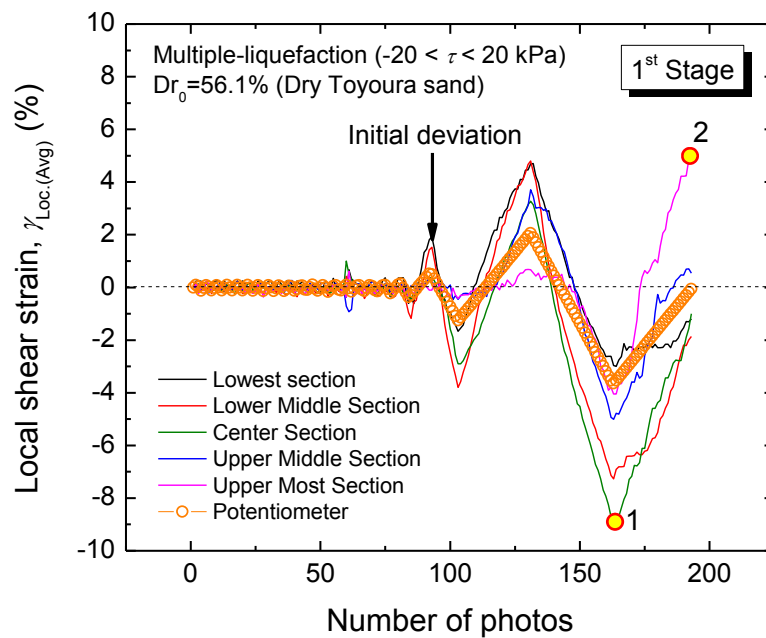 Multiple-liquefaction (-20 < τ < 20 kPa)
Dr0=56.1% (Dry Toyoura sand)
1st Stage
Initial deviation
2
1
Lowest section
Lower Middle Section
Center Section
Upper Middle Section
Upper Most Section
Potentiometer
Local shear strain, γLoc.(Avg) (%)
10
8
6
4
2
0
-2
-4
-6
-8
-10
0
50
100
150
200
Number of photos